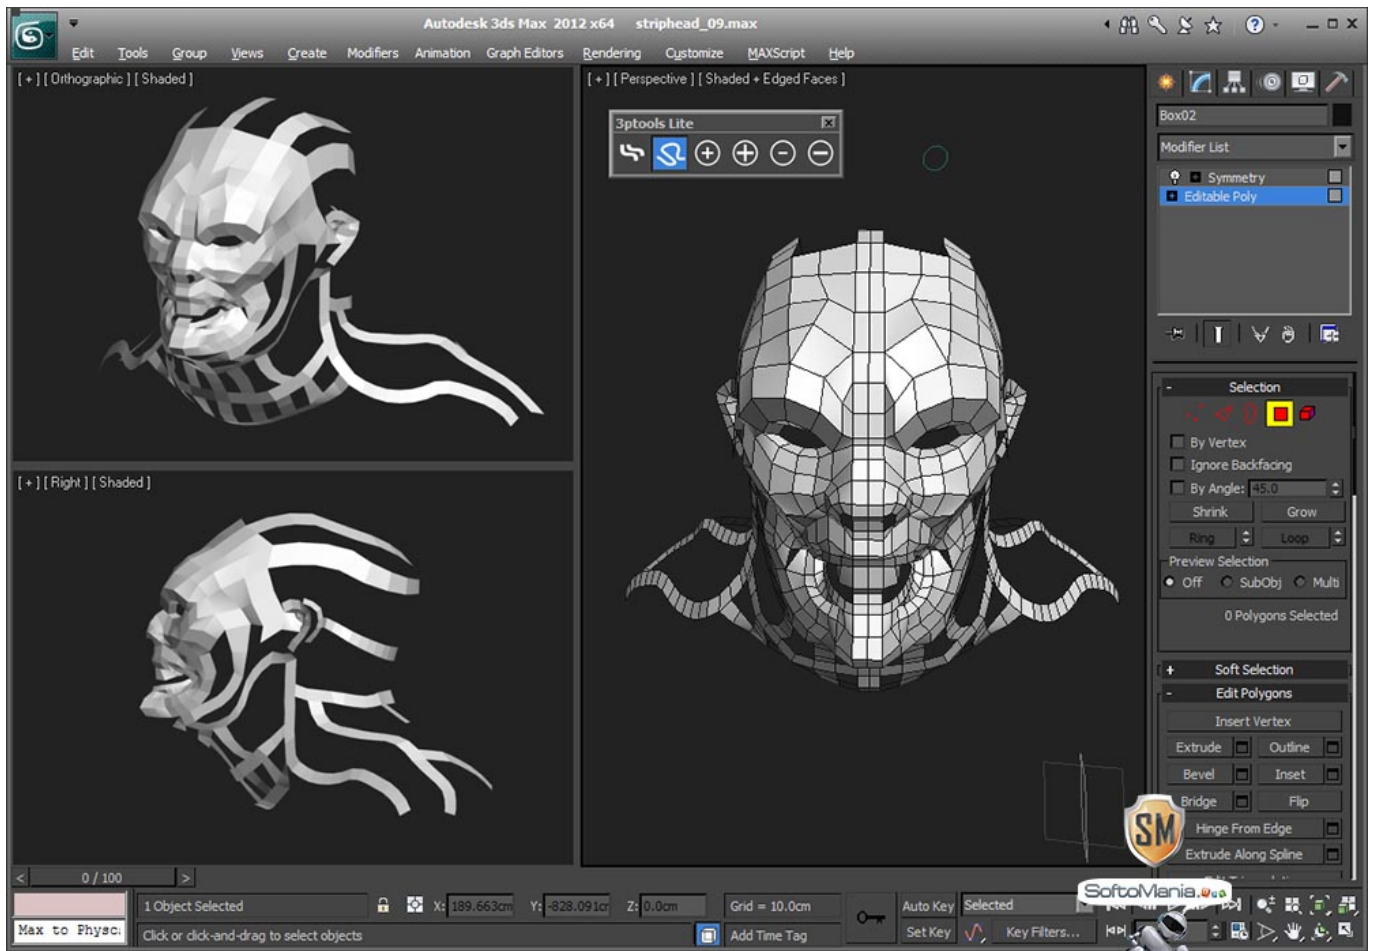 Autodesk 3ds Max 2012 x64 striphead_09.max
Edit Tools Group Views Create Modifiers Animation Graph Editors Rendering Customize MAXScript Help
[ + ] [ Orthographic ] [ Shaded ]
[ + ] [ Perspective ] [ Shaded + Edged Faces ]
3ptools Lite
[ + ] [ Right ] [ Shaded ]
Box02
Modifier List
Symmetry
Editable Poly
- Selection
By Vertex
Ignore Backfacing
By Angle: 45.0
Shrink Grow
Ring Loop
Preview Selection
Off SubObj Multi
0 Polygons Selected
+ Soft Selection
- Edit Polygons
Insert Vertex
Extrude Outline
Bevel Inset
Bridge Flip
Hinge From Edge
Extrude Along Spline
SM
SoftoMania
< 0 / 100 >
1 Object Selected X: 189.663cm Y: -828.091cr Z: 0.0cm Grid = 10.0cm Auto Key Selected
Max to Physc: Click or click-and-drag to select objects Add Time Tag Set Key Key Filters...